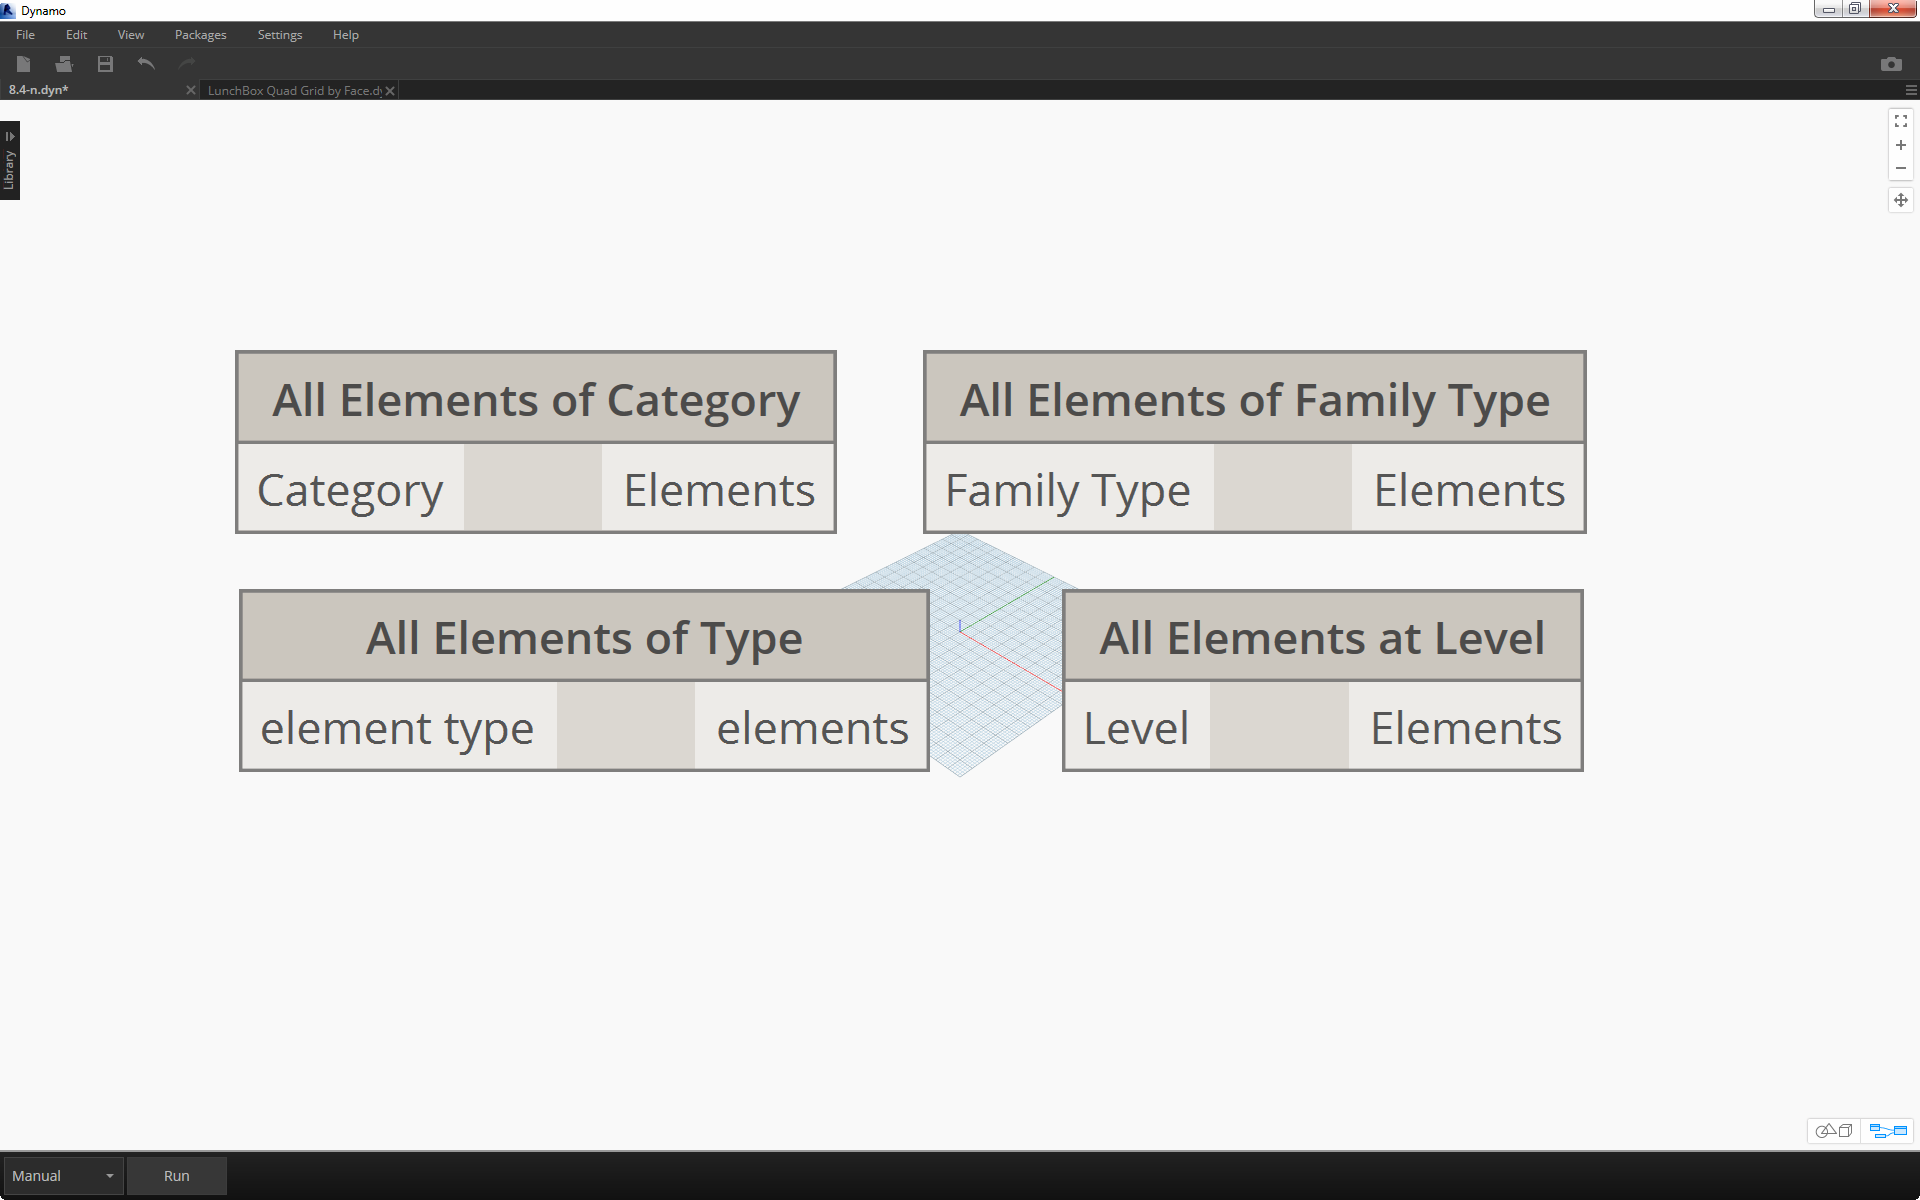 Dynamo
File Edit View Packages Settings Help
8.4-n.dyn* LunchBox Quad Grid by Face.dy
Library
All Elements of Category
Category Elements
All Elements of Family Type
Family Type Elements
All Elements of Type
element type elements
All Elements at Level
Level Elements
Manual Run